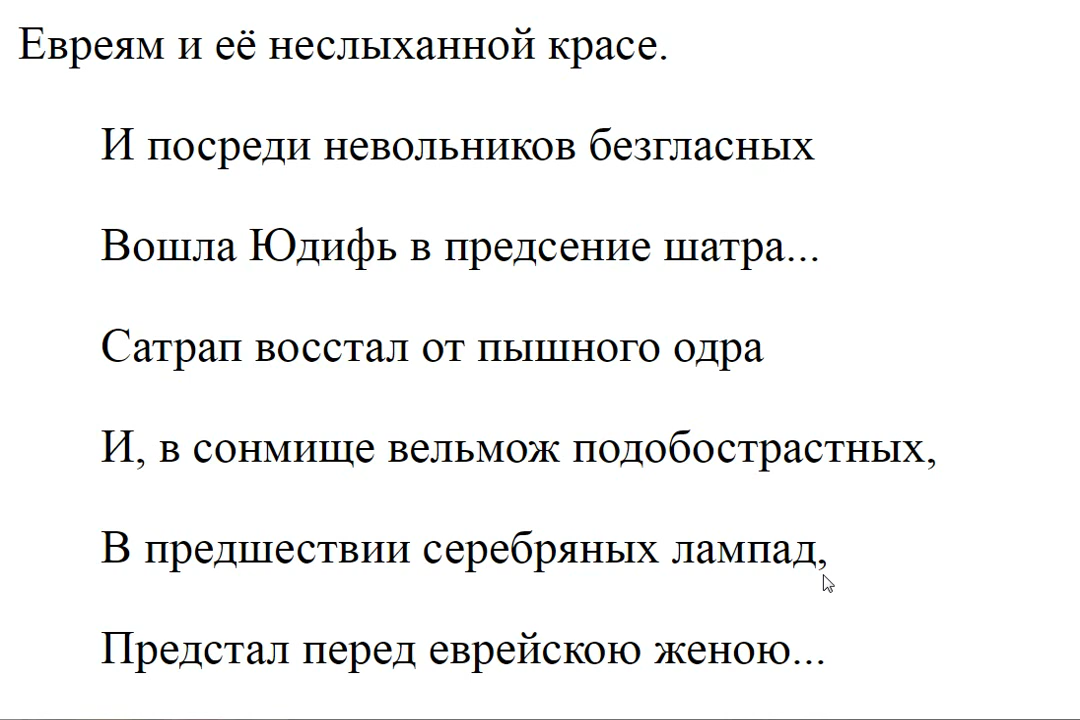 Евреям и её неслыханной красе.
И посреди невольников безгласных
Вошла Юдифь в предсение шатра...
Сатрап восстал от пышного одра
И, в сонмище вельмож подобострастных,
В предшествии серебряных лампад,
Предстал перед еврейскою женою...